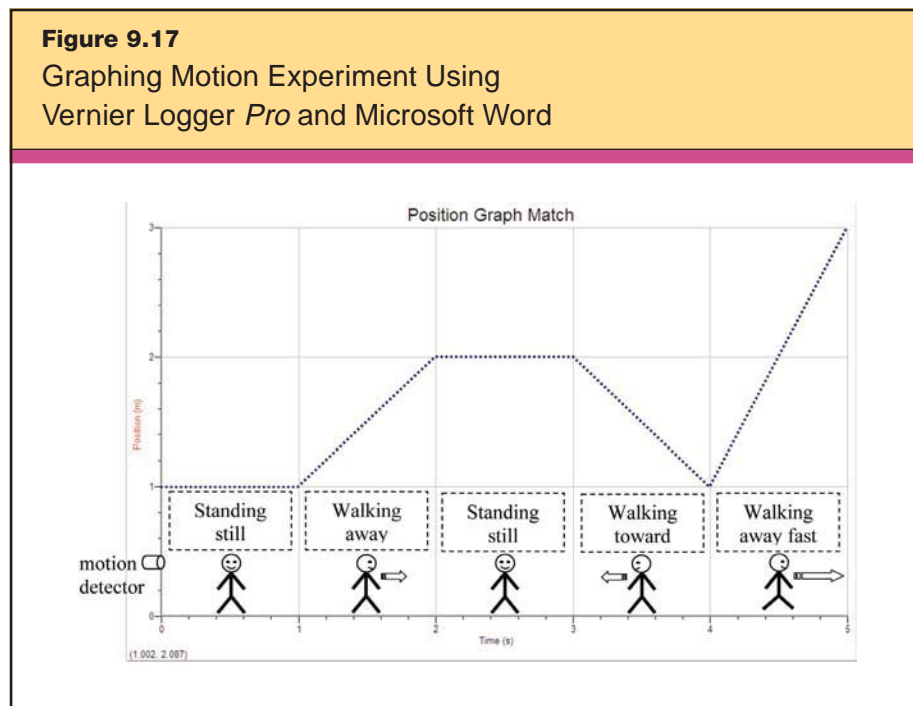 Figure 9.17
Graphing Motion Experiment Using
Vernier Logger Pro and Microsoft Word
Position Graph Match
3
2
1
0
Position (m)
Standing
still
Walking
away
Standing
still
Walking
toward
Walking
away fast
motion
detector
0 1 2 3 4 5
Time (s)
(1.002, 2.087)